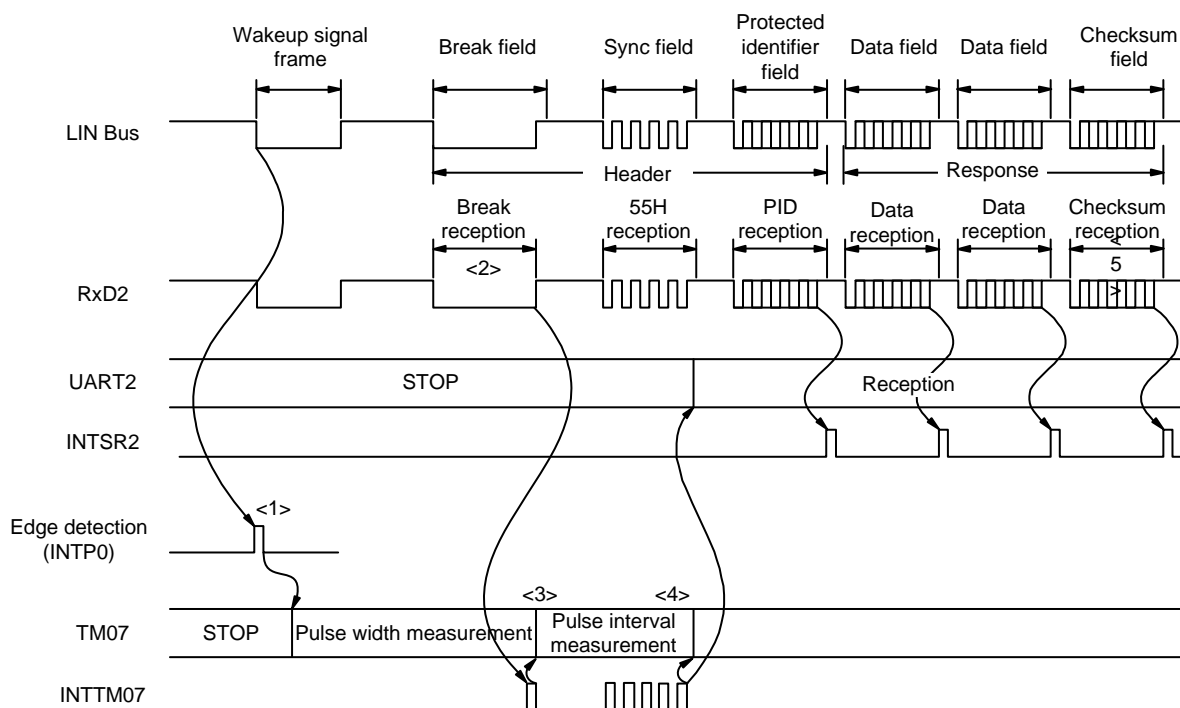 Wakeup signal
frame
Break field
Sync field
Protected
identifier
field
Data field
Data field
Checksum
field
LIN Bus
Header
Response
Break
reception
55H
reception
PID
reception
Data
reception
Data
reception
Checksum
reception
<2>
<5>
RxD2
UART2
STOP
Reception
INTSR2
<1>
Edge detection
(INTP0)
<3>
<4>
TM07
STOP
Pulse width measurement
Pulse interval
measurement
INTTM07